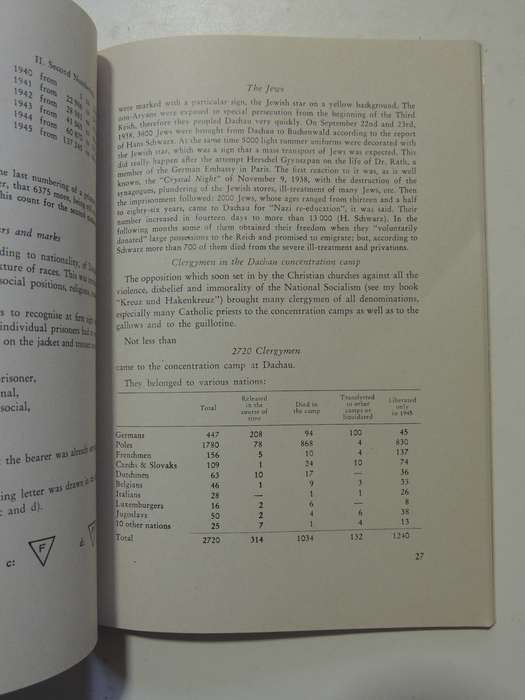 II. Second Numbering
1940 from
1941 from
1942 from
1943 from
1944 from
1945 from
he last numbering of a
er, that 6375 more, being
his count for the second
ers and marks
ding to nationality, of
ture of races. This was
social positions, religious,
s to recognise at first sight
individual prisoners had
on the jacket and trouser
risoner,
nal,
social,
the bearer was already
ing letter was drawn in
and d).
c:
F
d:
The Jews
were marked with a particular sign, the Jewish star on a yellow background. The
non-Aryans were exposed to special persecution from the beginning of the Third
Reich, therefore they peopled Dachau very quickly. On September 22nd and 23rd,
1938, 3400 Jews were brought from Dachau to Buchenwald according to the report
of Hans Schwarz. At the same time 5000 light summer uniforms were decorated with
the Jewish star, which was a sign that a mass transport of Jews was expected. This
did really happen after the attempt Herschel Grynszpan on the life of Dr. Rath, a
member of the German Embassy in Paris. The first reaction to it, was, as is well
known, the "Crystal Night" of November 9, 1938, with the destruction of the
synagogues, plundering of the Jewish stores, ill-treatment of many Jews, etc. Then
the imprisonment followed: 2000 Jews, whose ages ranged from thirteen and a half
to eighty-six years, came to Dachau for "Nazi re-education", it was said. Their
number increased in fourteen days to more than 13 000 (H. Schwarz). In the
following months some of them obtained their freedom when they "voluntarily
donated" large possessions to the Reich and promised to emigrate; but, according to
Schwarz more than 700 of them died from the severe ill-treatment and privations.
Clergymen in the Dachau concentration camp
The opposition which soon set in by the Christian churches against all the
violence, disbelief and immorality of the National Socialism (see my book
"Kreuz und Hakenkreuz") brought many clergymen of all denominations,
especially many Catholic priests to the concentration camps as well as to the
gallows and to the guillotine.
Not less than
2720 Clergymen
came to the concentration camp at Dachau.
They belonged to various nations:
Total Released in the course of time Died in the camp Transferred to other camps or liquidated Liberated only in 1945
Germans 447 208 94 100 45
Poles 1780 78 868 4 830
Frenchmen 156 5 10 4 137
Czechs & Slovaks 109 1 24 10 74
Dutchmen 63 10 17 — 36
Belgians 46 1 9 3 33
Italians 28 — 1 1 26
Luxemburgers 16 2 6 — 8
Jugoslavs 50 2 4 6 38
10 other nations 25 7 1 4 13
Total 2720 314 1034 132 1240
27